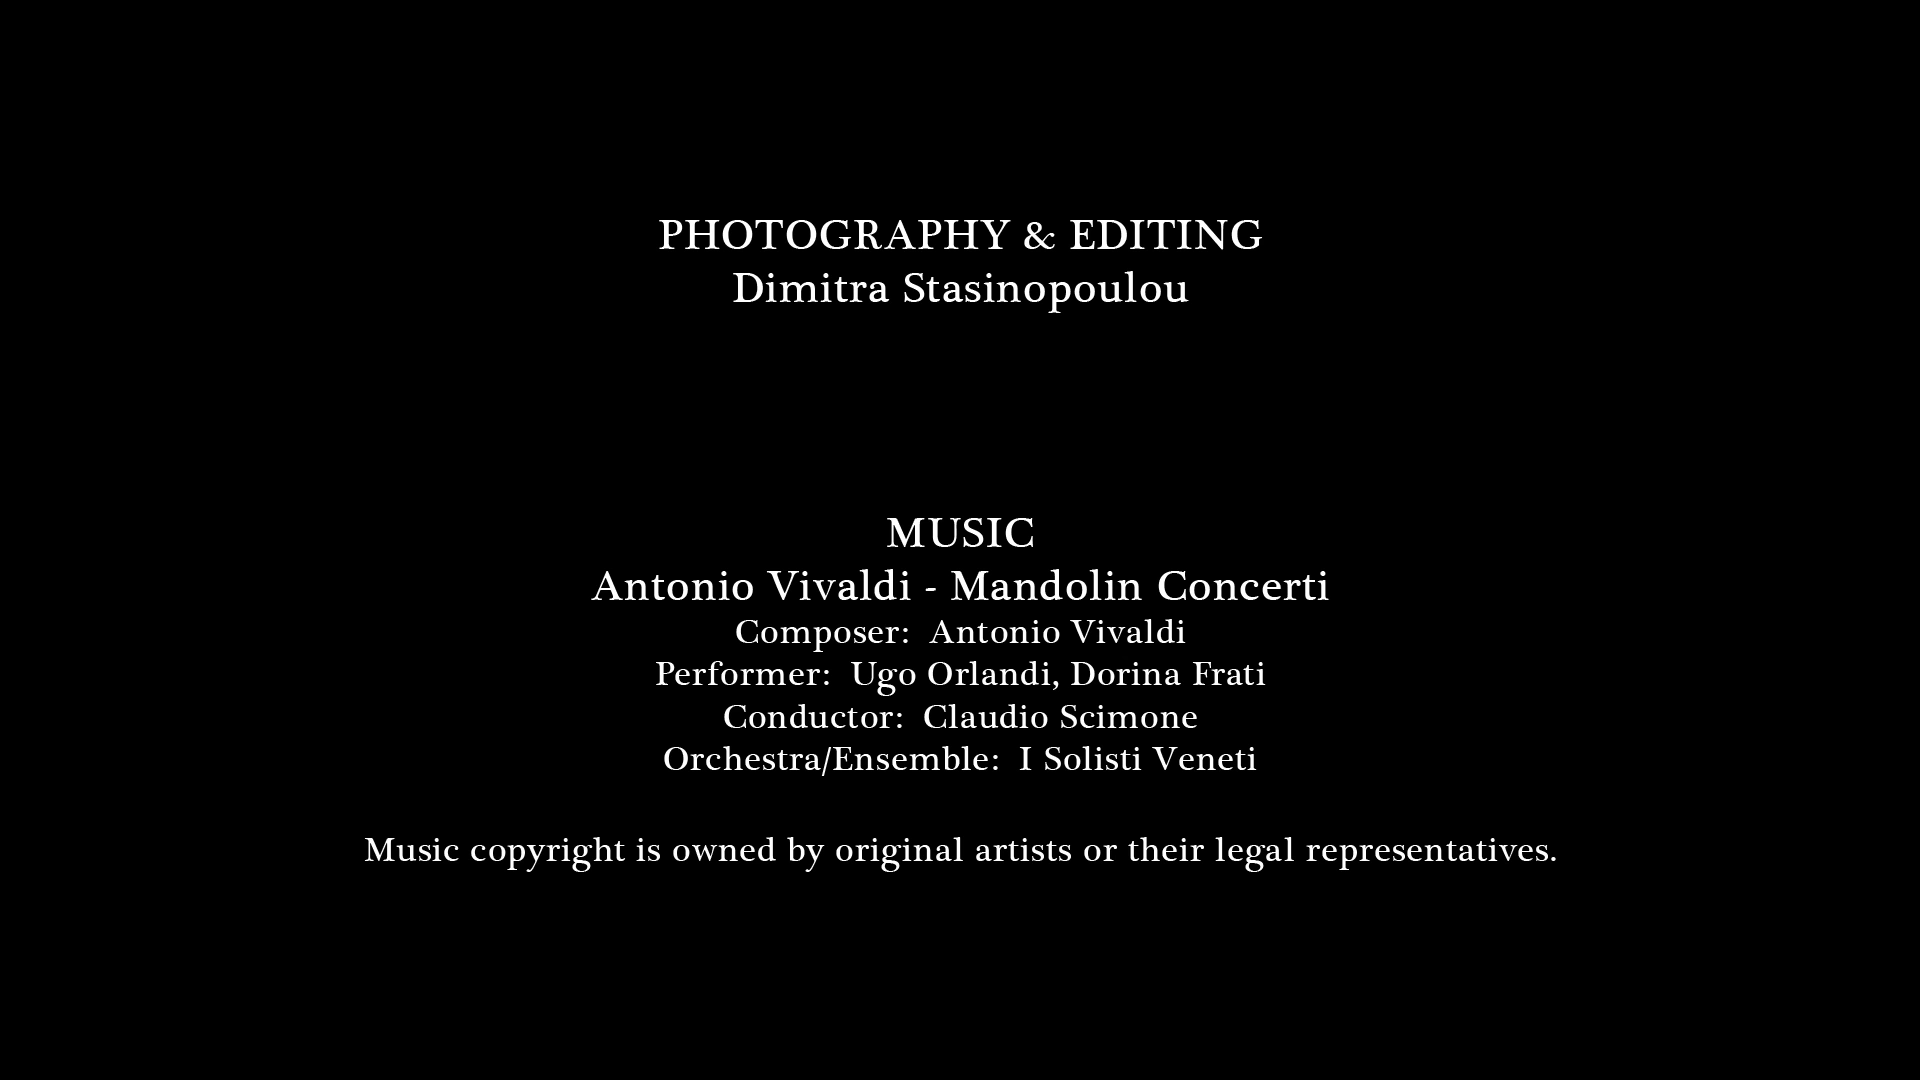 PHOTOGRAPHY & EDITING
Dimitra Stasinopoulou
MUSIC
Antonio Vivaldi - Mandolin Concerti
Composer:  Antonio Vivaldi
Performer:  Ugo Orlandi, Dorina Frati
Conductor:  Claudio Scimone
Orchestra/Ensemble:  I Solisti Veneti
Music copyright is owned by original artists or their legal representatives.